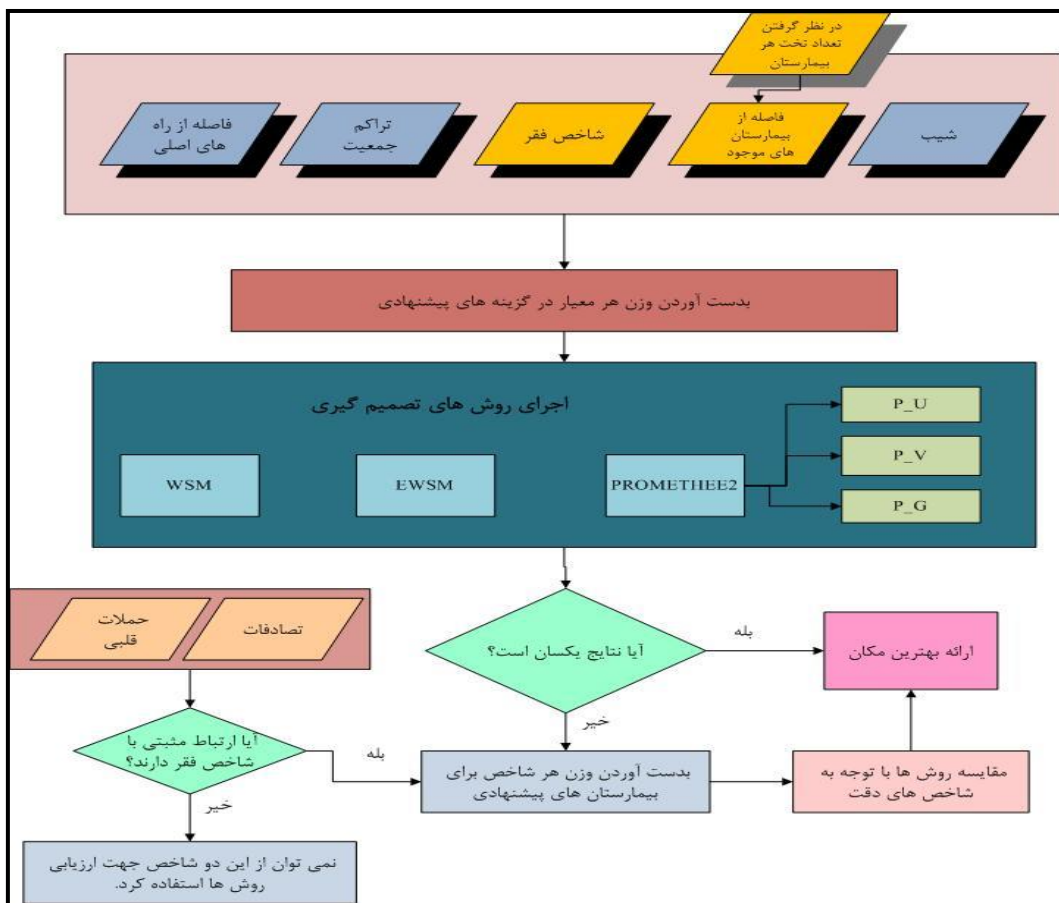 در نظر گرفتن
تعداد تخت هر
بیمارستان
شیب
فاصله از
بیمارستان
های موجود
شاخص فقر
تراکم
جمعیت
فاصله از راه
های اصلی
بدست آوردن وزن هر معیار در گزینه های پیشنهادی
اجرای روش های تصمیم گیری
WSM
EWSM
PROMETHEE2
P_U
P_V
P_G
آیا نتایج یکسان است؟
بله
خیر
ارائه بهترین مکان
تصادفات
حملات
قلبی
آیا ارتباط مثبتی با
شاخص فقر دارند؟
بله
خیر
بدست آوردن وزن هر شاخص برای
بیمارستان های پیشنهادی
مقایسه روش ها با توجه به
شاخص های دقت
نمی توان از این دو شاخص جهت ارزیابی
روش ها استفاده کرد.